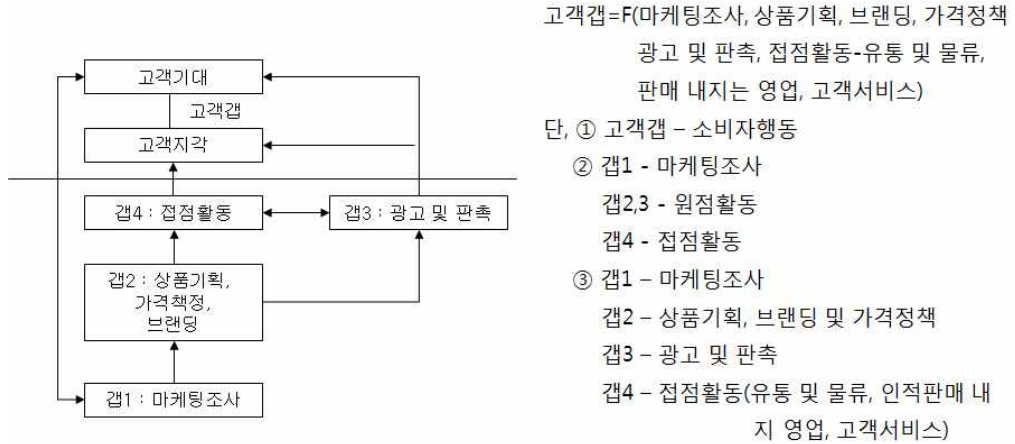 고객기대
고객갭
고객지각
갭4 : 접점활동
갭3 : 광고 및 판촉
갭2 : 상품기획,
가격책정,
브랜딩
갭1 : 마케팅조사
고객갭=F(마케팅조사, 상품기획, 브랜딩, 가격정책
광고 및 판촉, 접점활동-유통 및 물류,
판매 내지는 영업, 고객서비스)
단, ① 고객갭 – 소비자행동
② 갭1 - 마케팅조사
갭2,3 - 원점활동
갭4 - 접점활동
③ 갭1 – 마케팅조사
갭2 – 상품기획, 브랜딩 및 가격정책
갭3 – 광고 및 판촉
갭4 – 접점활동(유통 및 물류, 인적판매 내
지 영업, 고객서비스)